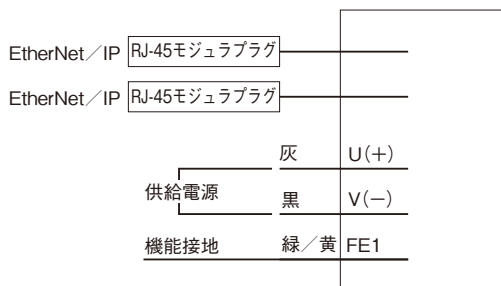 EtherNet／IP RJ-45モジュラプラグ
EtherNet／IP RJ-45モジュラプラグ
灰 U(+)
供給電源
黒 V(−)
機能接地 緑／黄 FE1